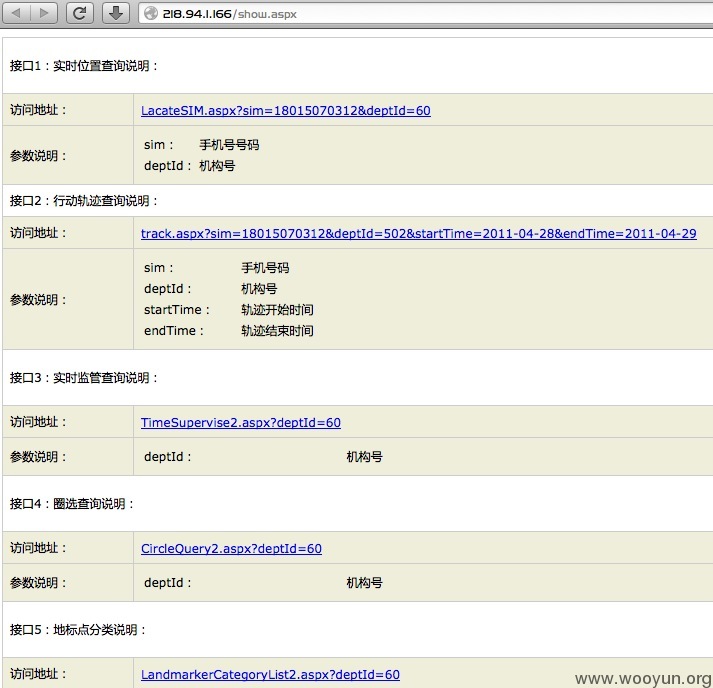 218.94.1.166/show.aspx
接口1：实时位置查询说明：
访问地址： LacateSIM.aspx?sim=18015070312&deptId=60
参数说明： sim： 手机号号码
deptId： 机构号
接口2：行动轨迹查询说明：
访问地址： track.aspx?sim=18015070312&deptId=502&startTime=2011-04-28&endTime=2011-04-29
参数说明： sim： 手机号码
deptId： 机构号
startTime： 轨迹开始时间
endTime： 轨迹结束时间
接口3：实时监管查询说明：
访问地址： TimeSupervise2.aspx?deptId=60
参数说明： deptId： 机构号
接口4：圈选查询说明：
访问地址： CircleQuery2.aspx?deptId=60
参数说明： deptId： 机构号
接口5：地标点分类说明：
访问地址： LandmarkerCategoryList2.aspx?deptId=60
www.wooyun.org